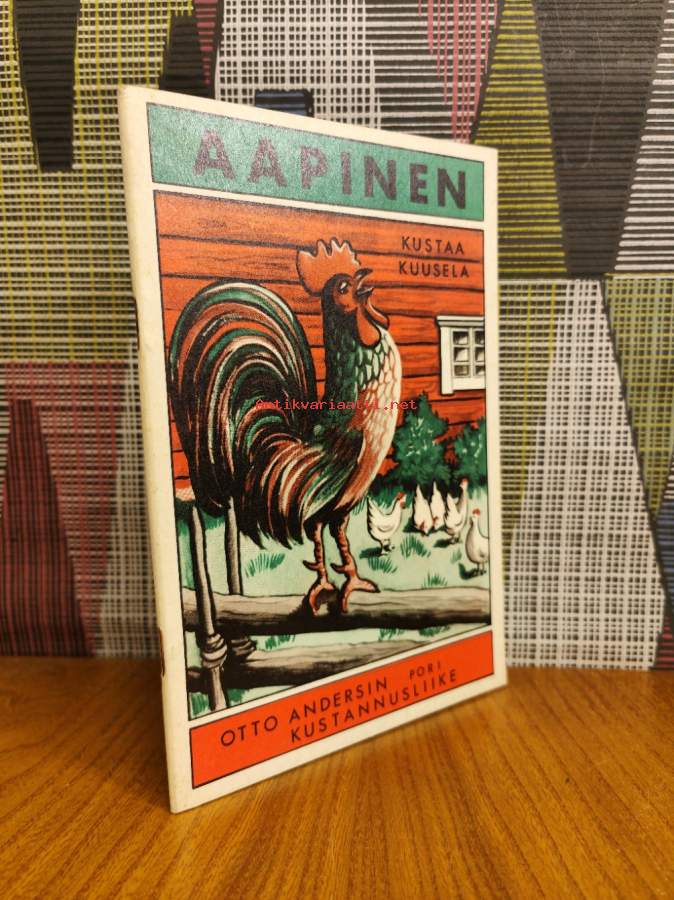 AAPINEN
KUSTAA
KUUSELA
Antikvariaatti.net
OTTO ANDERSIN PORI
KUSTANNUSLIIKE